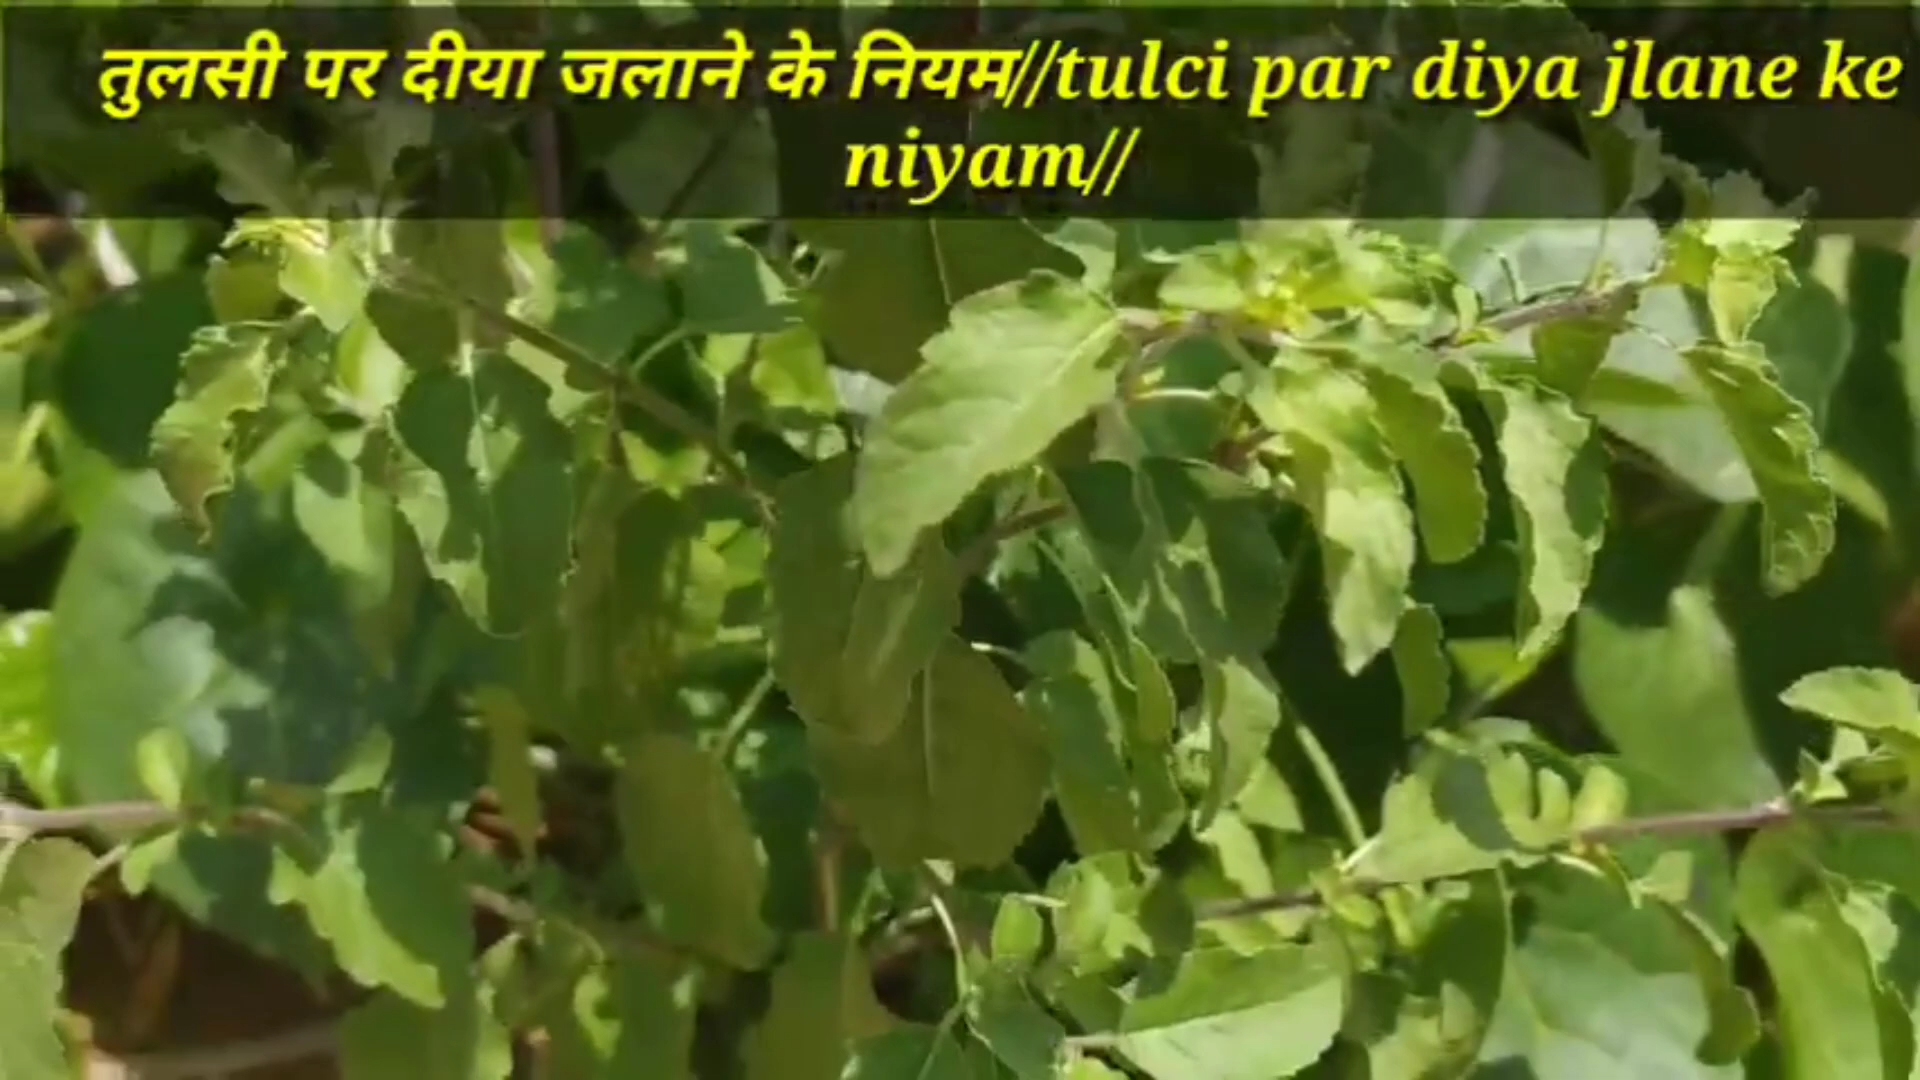 तुलसी पर दीया जलाने के नियम//tulci par diya jlane ke
niyam//